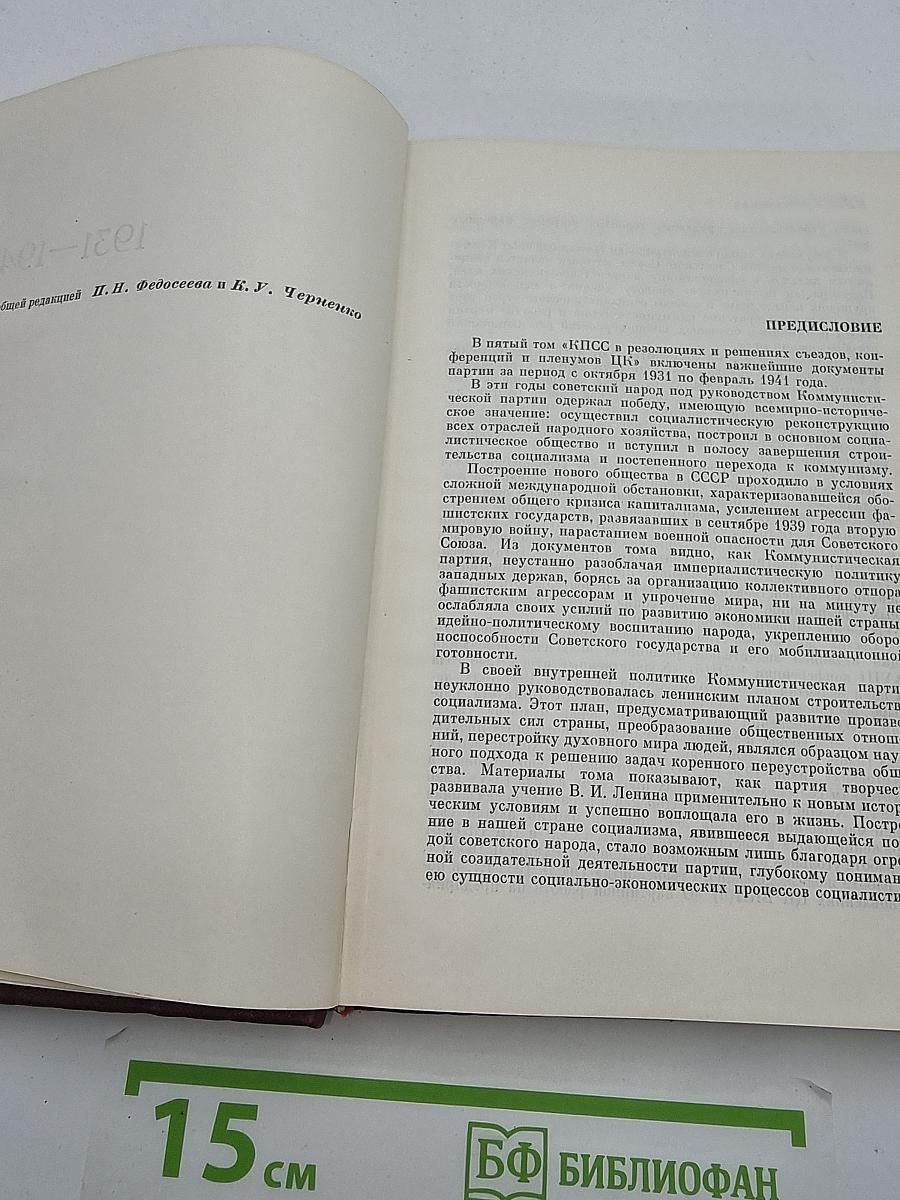 1931—194
общей редакцией П. Н. Федосеева и К. У. Черненко
ПРЕДИСЛОВИЕ
В пятый том «КПСС в резолюциях и решениях съездов, кон-
ференций и пленумов ЦК» включены важнейшие документы
партии за период с октября 1931 по февраль 1941 года.
В эти годы советский народ под руководством Коммунисти-
ческой партии одержал победу, имеющую всемирно-историче-
ское значение: осуществил социалистическую реконструкцию
всех отраслей народного хозяйства, построил в основном социа-
листическое общество и вступил в полосу завершения строи-
тельства социализма и постепенного перехода к коммунизму.
Построение нового общества в СССР проходило в условиях
сложной международной обстановки, характеризовавшейся обо-
стрением общего кризиса капитализма, усилением агрессии фа-
шистских государств, развязавших в сентябре 1939 года вторую
мировую войну, нарастанием военной опасности для Советского
Союза. Из документов тома видно, как Коммунистическая
партия, неустанно разоблачая империалистическую политику
западных держав, борясь за организацию коллективного отпора
фашистским агрессорам и упрочение мира, ни на минуту не
ослабляла своих усилий по развитию экономики нашей страны,
идейно-политическому воспитанию народа, укреплению оборо
носпособности Советского государства и его мобилизационной
готовности.
В своей внутренней политике Коммунистическая парти
неуклонно руководствовалась ленинским планом строительств
социализма. Этот план, предусматривающий развитие произво
дительных сил страны, преобразование общественных отнош
ний, перестройку духовного мира людей, являлся образцом нау
ного подхода к решению задач коренного переустройства общ
ства. Материалы тома показывают, как партия творчес
развивала учение В. И. Ленина применительно к новым истор
ческим условиям и успешно воплощала его в жизнь. Постро
ние в нашей стране социализма, явившееся выдающейся по
дой советского народа, стало возможным лишь благодаря огро
ной созидательной деятельности партии, глубокому пониман
ею сущности социально-экономических процессов социалисти
15 см
БФ БИБЛИОФАН